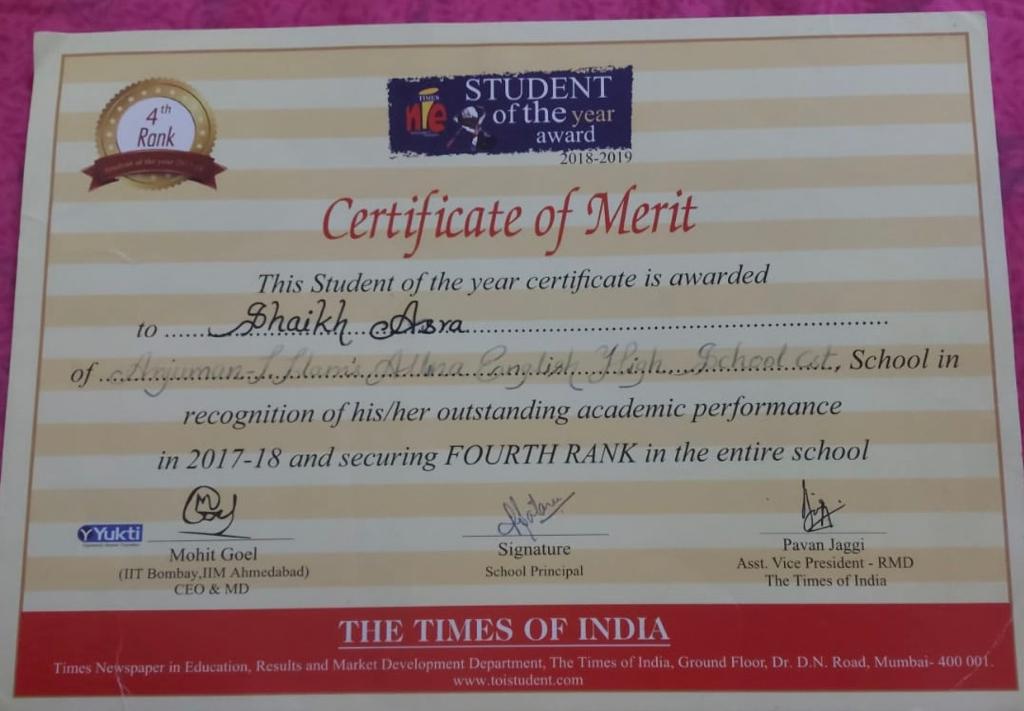 4th
Rank
TIMES
nie
STUDENT
of the year
award
2018-2019
Certificate of Merit
This Student of the year certificate is awarded
to ......Shaikh Asra......
of Anjuman-I-Islam's Allana English High School CST, School in
recognition of his/her outstanding academic performance
in 2017-18 and securing FOURTH RANK in the entire school
Yukti
Mohit Goel
(IIT Bombay,IIM Ahmedabad)
CEO & MD
Signature
School Principal
Pavan Jaggi
Asst. Vice President - RMD
The Times of India
THE TIMES OF INDIA
Times Newspaper in Education, Results and Market Development Department, The Times of India, Ground Floor, Dr. D.N. Road, Mumbai- 400 001.
www.toistudent.com